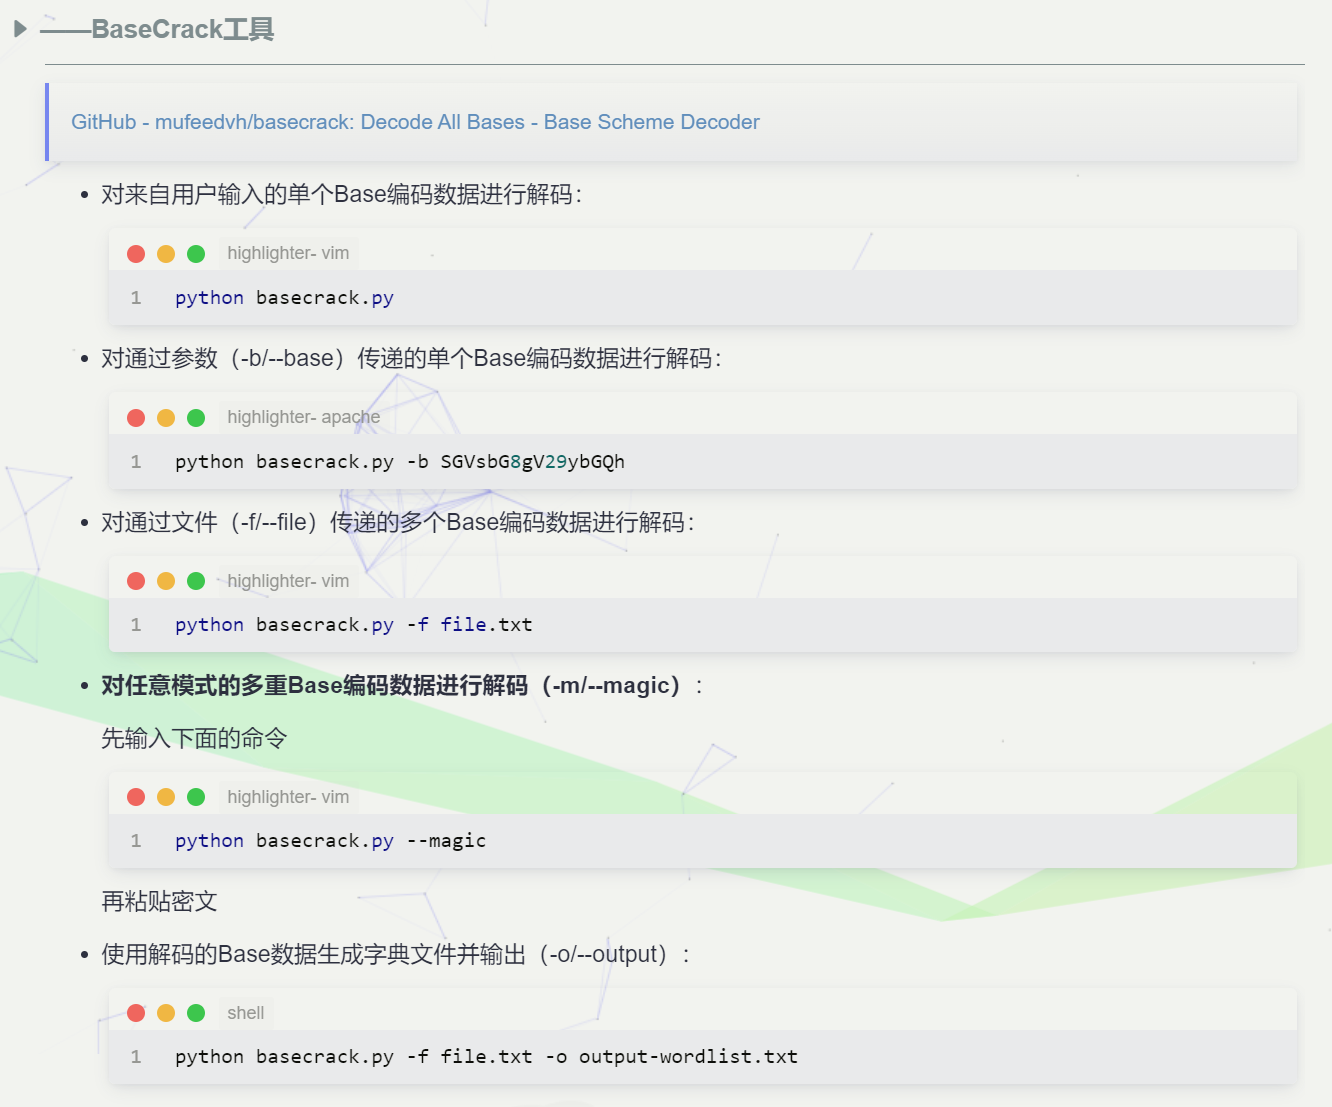 ——BaseCrack工具
GitHub - mufeedvh/basecrack: Decode All Bases - Base Scheme Decoder
对来自用户输入的单个Base编码数据进行解码：
highlighter- vim
1 python basecrack.py
对通过参数（-b/--base）传递的单个Base编码数据进行解码：
highlighter- apache
1 python basecrack.py -b SGVsbG8gV29ybGQh
对通过文件（-f/--file）传递的多个Base编码数据进行解码：
highlighter- vim
1 python basecrack.py -f file.txt
对任意模式的多重Base编码数据进行解码（-m/--magic）：
先输入下面的命令
highlighter- vim
1 python basecrack.py --magic
再粘贴密文
使用解码的Base数据生成字典文件并输出（-o/--output）：
shell
1 python basecrack.py -f file.txt -o output-wordlist.txt